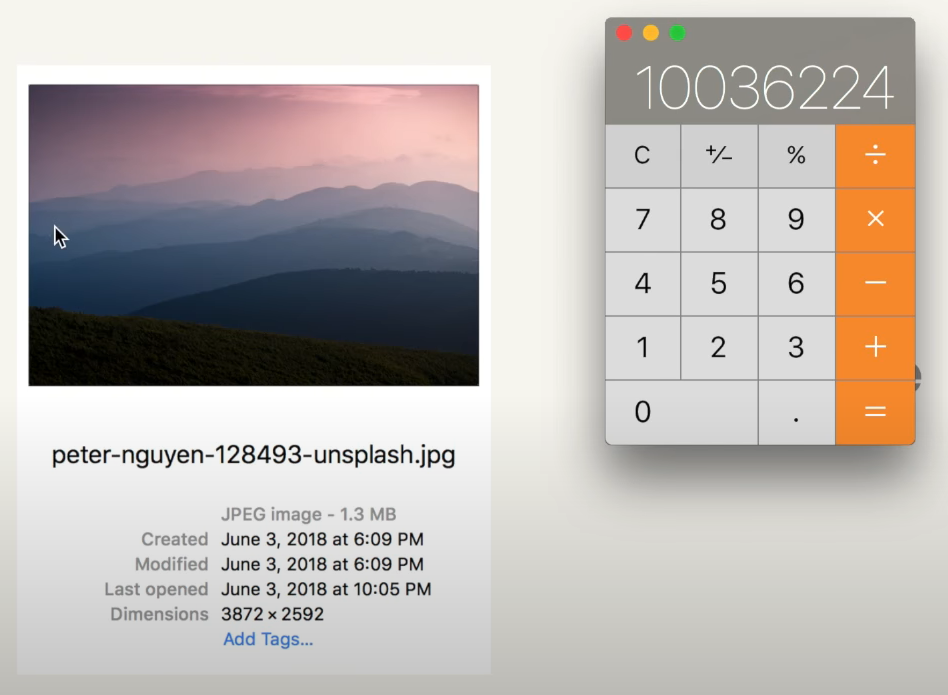 peter-nguyen-128493-unsplash.jpg
JPEG image - 1.3 MB
Created June 3, 2018 at 6:09 PM
Modified June 3, 2018 at 6:09 PM
Last opened June 3, 2018 at 10:05 PM
Dimensions 3872 × 2592
Add Tags...
10036224
C +/− % ÷
7 8 9 ×
4 5 6 −
1 2 3 +
0 . =
e